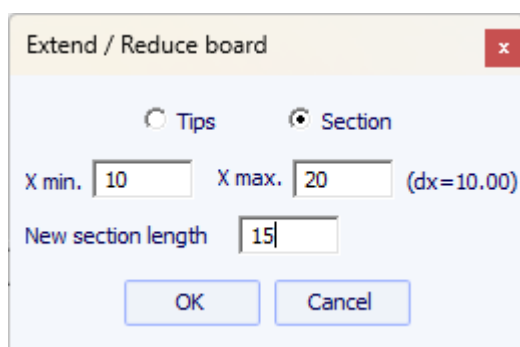 Extend / Reduce board
x
Tips Section
X min. 10 X max. 20 (dx=10.00)
New section length 15
OK Cancel